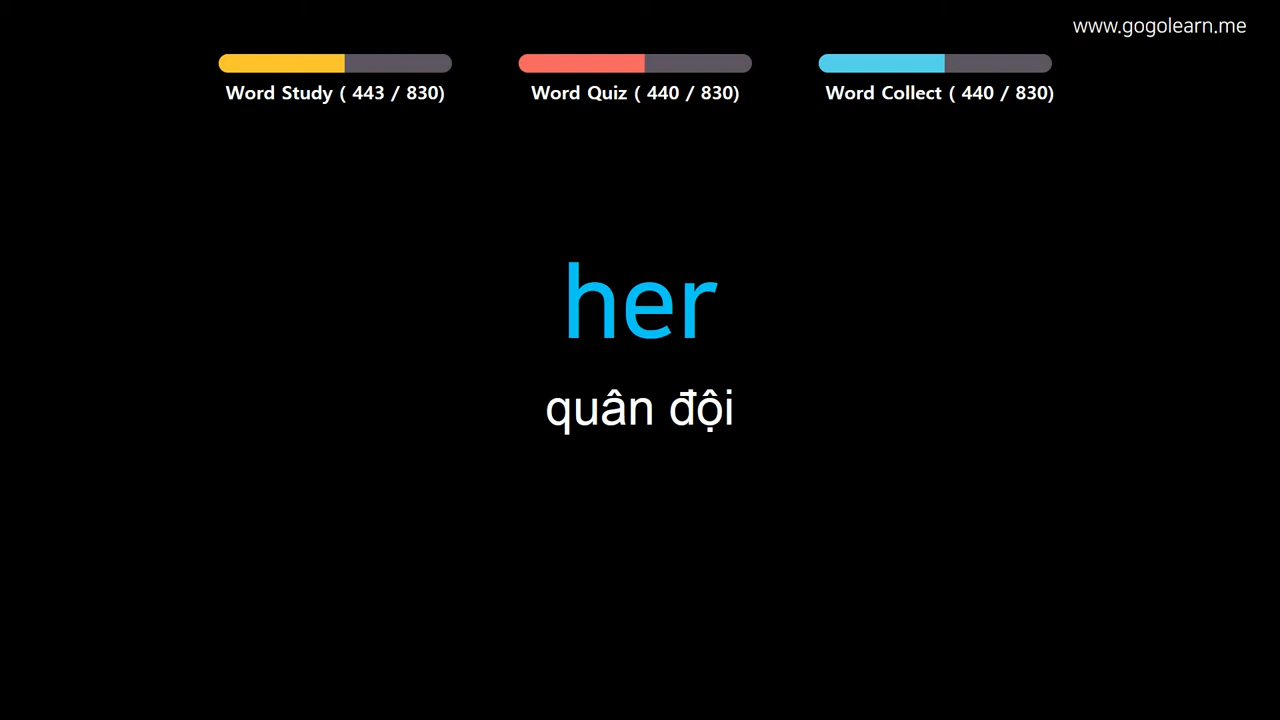 www.gogolearn.me
Word Study ( 443 / 830)
Word Quiz ( 440 / 830)
Word Collect ( 440 / 830)
her
quân đội